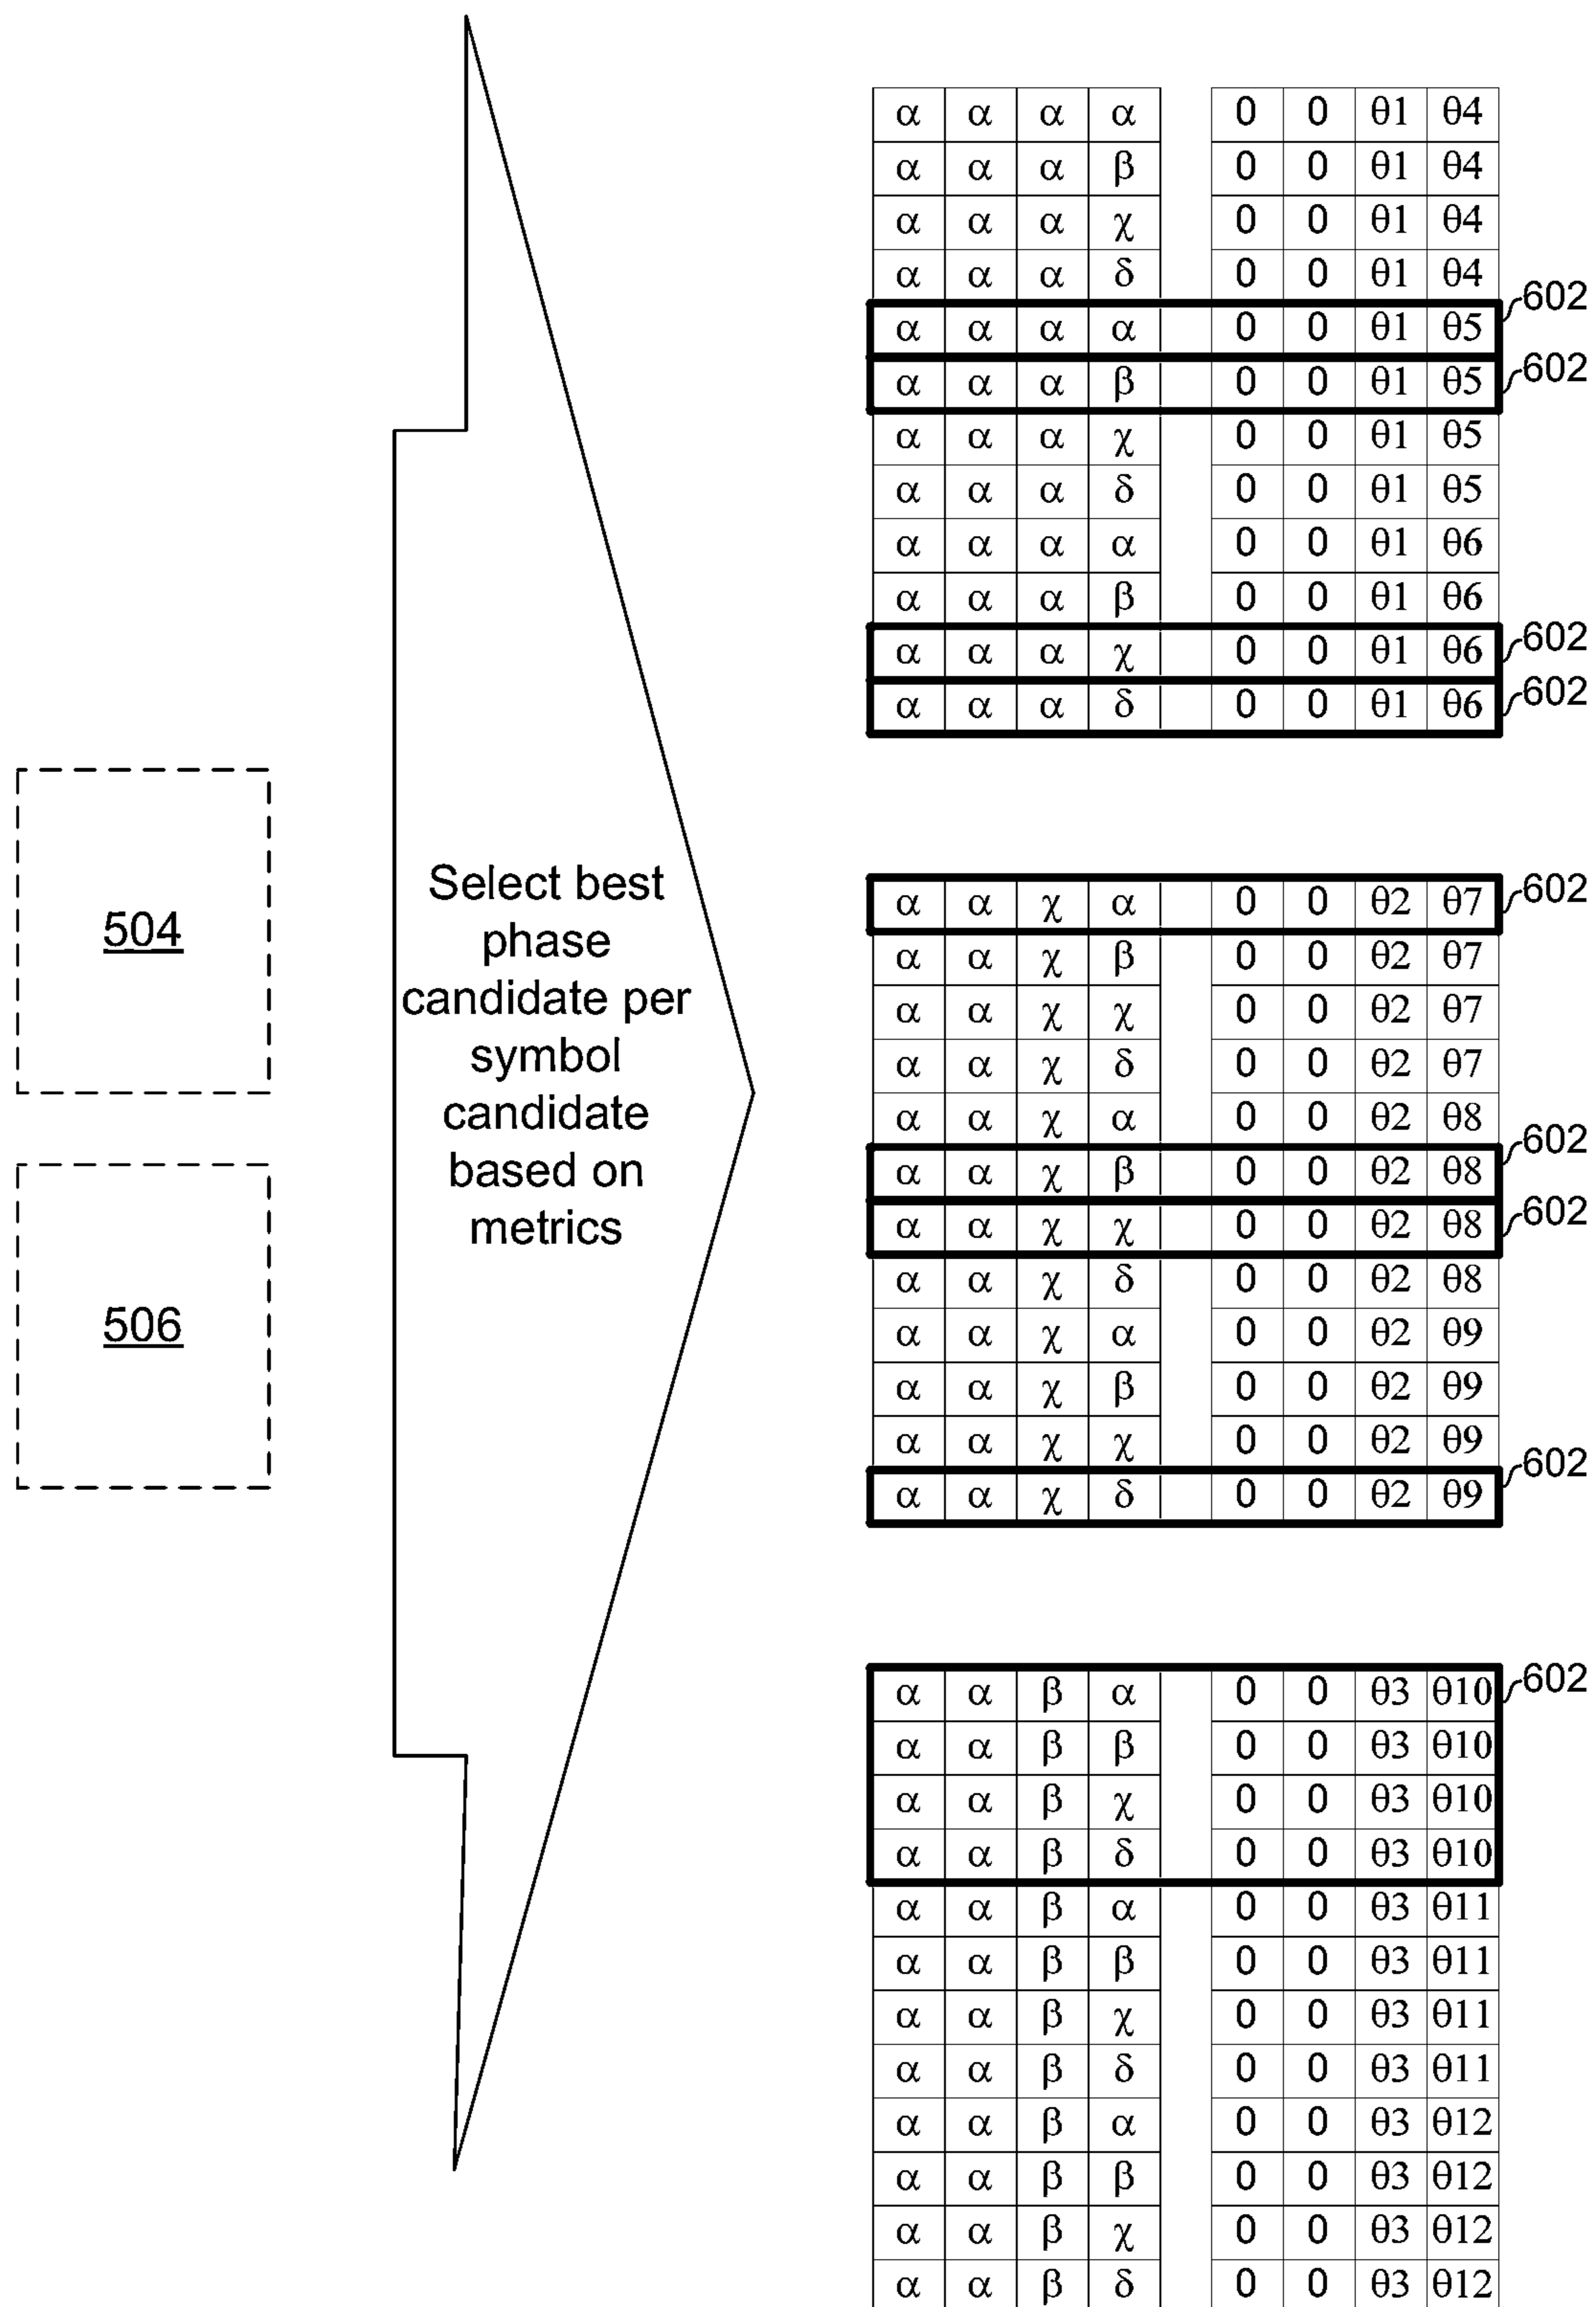 504
506
Select best
phase
candidate per
symbol
candidate
based on
metrics
α α α α 0 0 θ1 θ4
α α α β 0 0 θ1 θ4
α α α χ 0 0 θ1 θ4
α α α δ 0 0 θ1 θ4
α α α α 0 0 θ1 θ5 602
α α α β 0 0 θ1 θ5 602
α α α χ 0 0 θ1 θ5
α α α δ 0 0 θ1 θ5
α α α α 0 0 θ1 θ6
α α α β 0 0 θ1 θ6
α α α χ 0 0 θ1 θ6 602
α α α δ 0 0 θ1 θ6 602
α α χ α 0 0 θ2 θ7 602
α α χ β 0 0 θ2 θ7
α α χ χ 0 0 θ2 θ7
α α χ δ 0 0 θ2 θ7
α α χ α 0 0 θ2 θ8
α α χ β 0 0 θ2 θ8 602
α α χ χ 0 0 θ2 θ8 602
α α χ δ 0 0 θ2 θ8
α α χ α 0 0 θ2 θ9
α α χ β 0 0 θ2 θ9
α α χ χ 0 0 θ2 θ9
α α χ δ 0 0 θ2 θ9 602
α α β α 0 0 θ3 θ10 602
α α β β 0 0 θ3 θ10
α α β χ 0 0 θ3 θ10
α α β δ 0 0 θ3 θ10
α α β α 0 0 θ3 θ11
α α β β 0 0 θ3 θ11
α α β χ 0 0 θ3 θ11
α α β δ 0 0 θ3 θ11
α α β α 0 0 θ3 θ12
α α β β 0 0 θ3 θ12
α α β χ 0 0 θ3 θ12
α α β δ 0 0 θ3 θ12